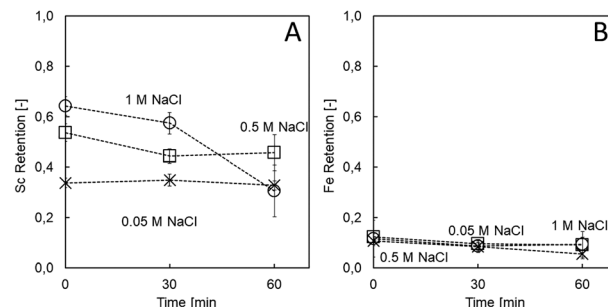 A
Sc Retention [-]
1,0
0,8
0,6
0,4
0,2
0,0
1 M NaCl
0.5 M NaCl
0.05 M NaCl
0
30
60
Time [min
B
Fe Retention [-]
1,0
0,8
0,6
0,4
0,2
0,0
0.05 M NaCl
1 M NaCl
0.5 M NaCl
0
30
60
Time [min